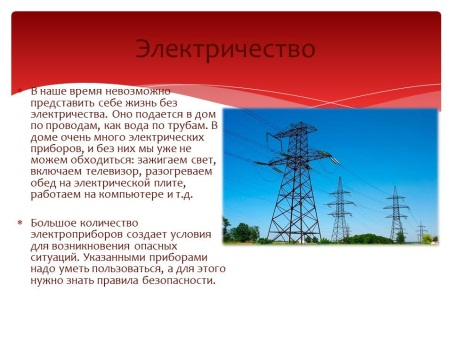 Электричество
В наше время невозможно
представить себе жизнь без
электричества. Оно подается в дом
по проводам, как вода по трубам. В
доме очень много электрических
приборов, и без них мы уже не
можем обходиться: зажигаем свет,
включаем телевизор, разогреваем
обед на электрической плите,
работаем на компьютере и т.д.
Большое количество
электроприборов создает условия
для возникновения опасных
ситуаций. Указанными приборами
надо уметь пользоваться, а для этого
нужно знать правила безопасности.